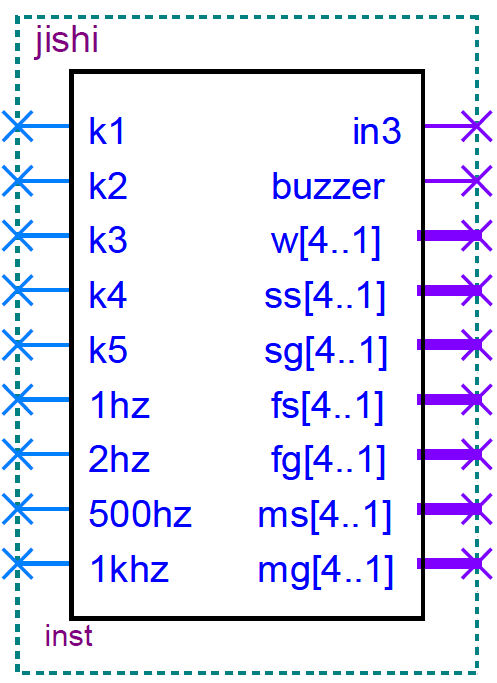 jishi
k1 in3
k2 buzzer
k3 w[4..1]
k4 ss[4..1]
k5 sg[4..1]
1hz fs[4..1]
2hz fg[4..1]
500hz ms[4..1]
1khz mg[4..1]
inst